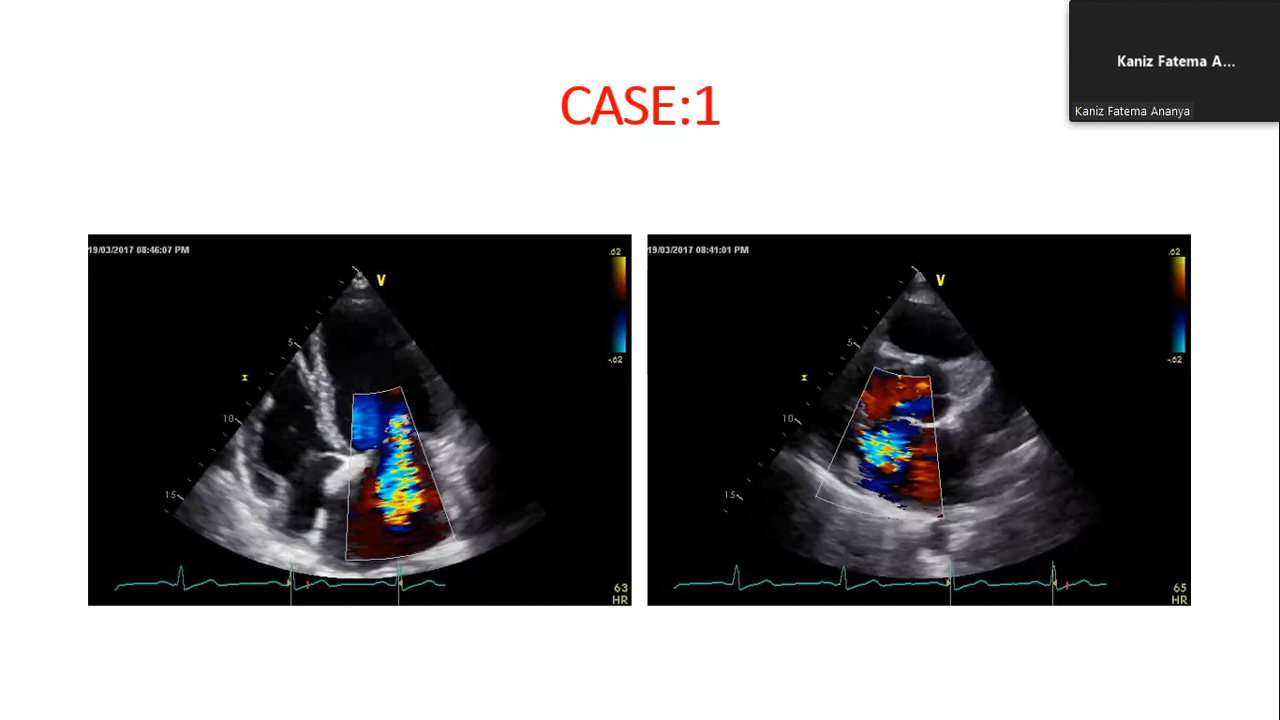 Kaniz Fatema A...
Kaniz Fatema Ananya
CASE:1
19/03/2017 08:46:07 PM
.62
V
5
10
15
-.62
63
HR
19/03/2017 08:41:01 PM
.62
V
5
10
15
-.62
65
HR